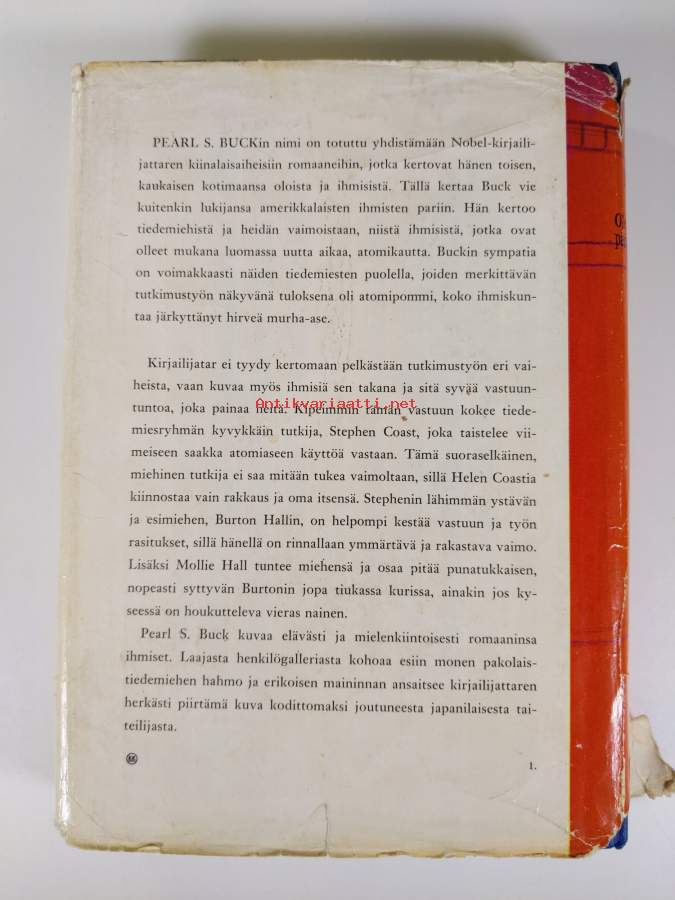 PEARL S. BUCKin nimi on totuttu yhdistämään Nobel-kirjaili-
jattaren kiinalaisaiheisiin romaaneihin, jotka kertovat hänen toisen,
kaukaisen kotimaansa oloista ja ihmisistä. Tällä kertaa Buck vie
kuitenkin lukijansa amerikkalaisten ihmisten pariin. Hän kertoo
tiedemiehistä ja heidän vaimoistaan, niistä ihmisistä, jotka ovat
olleet mukana luomassa uutta aikaa, atomikautta. Buckin sympatia
on voimakkaasti näiden tiedemiesten puolella, joiden merkittävän
tutkimustyön näkyvänä tuloksena oli atomipommi, koko ihmiskun-
taa järkyttänyt hirveä murha-ase.
Kirjailijatar ei tyydy kertomaan pelkästään tutkimustyön eri vai-
heista, vaan kuvaa myös ihmisiä sen takana ja sitä syvää vastuun-
Antikvariaatti.net
tuntoa, joka painaa heitä. Kipeimmin tämän vastuun kokee tiede-
miesryhmän kyvykkäin tutkija, Stephen Coast, joka taistelee vii-
meiseen saakka atomiaseen käyttöä vastaan. Tämä suoraselkäinen,
miehinen tutkija ei saa mitään tukea vaimoltaan, sillä Helen Coastia
kiinnostaa vain rakkaus ja oma itsensä. Stephenin lähimmän ystävän
ja esimiehen, Burton Hallin, on helpompi kestää vastuun ja työn
rasitukset, sillä hänellä on rinnallaan ymmärtävä ja rakastava vaimo.
Lisäksi Mollie Hall tuntee miehensä ja osaa pitää punatukkaisen,
nopeasti syttyvän Burtonin jopa tiukassa kurissa, ainakin jos ky-
seessä on houkutteleva vieras nainen.
Pearl S. Buck kuvaa elävästi ja mielenkiintoisesti romaaninsa
ihmiset. Laajasta henkilögalleriasta kohoaa esiin monen pakolais-
tiedemiehen hahmo ja erikoisen maininnan ansaitsee kirjailijattaren
herkästi piirtämä kuva kodittomaksi joutuneesta japanilaisesta tai-
teilijasta.
1.